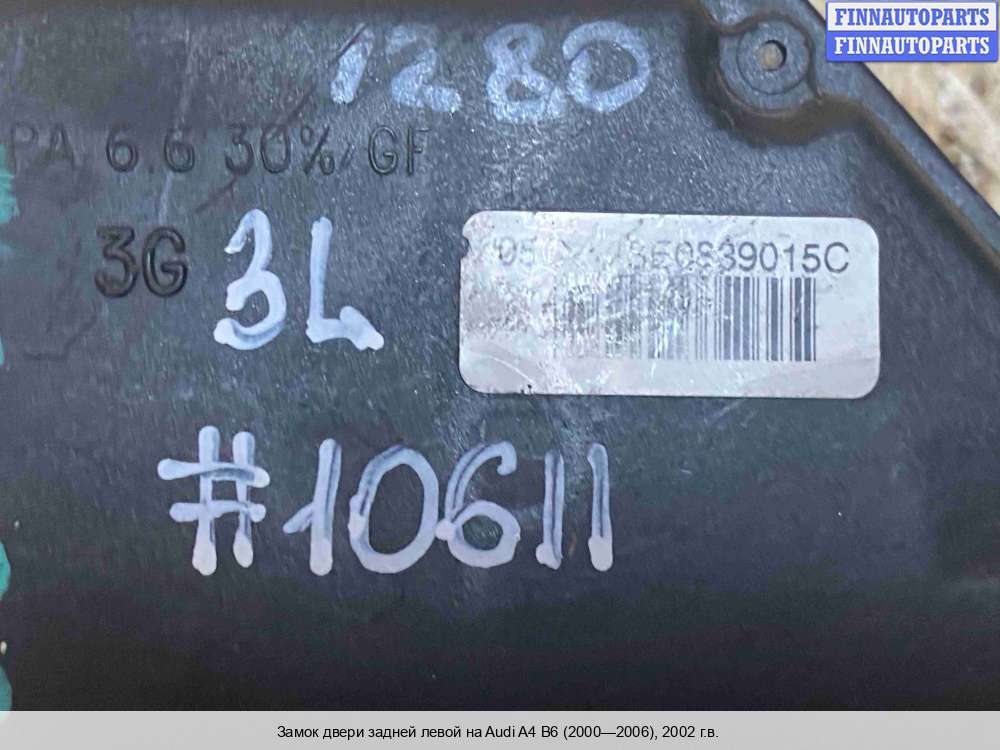 FINNAUTOPARTS
FINNAUTOPARTS
1280
PA 6.6 30% GF
3G
3L
8E0839015C
#10611
Замок двери задней левой на Audi A4 B6 (2000—2006), 2002 г.в.